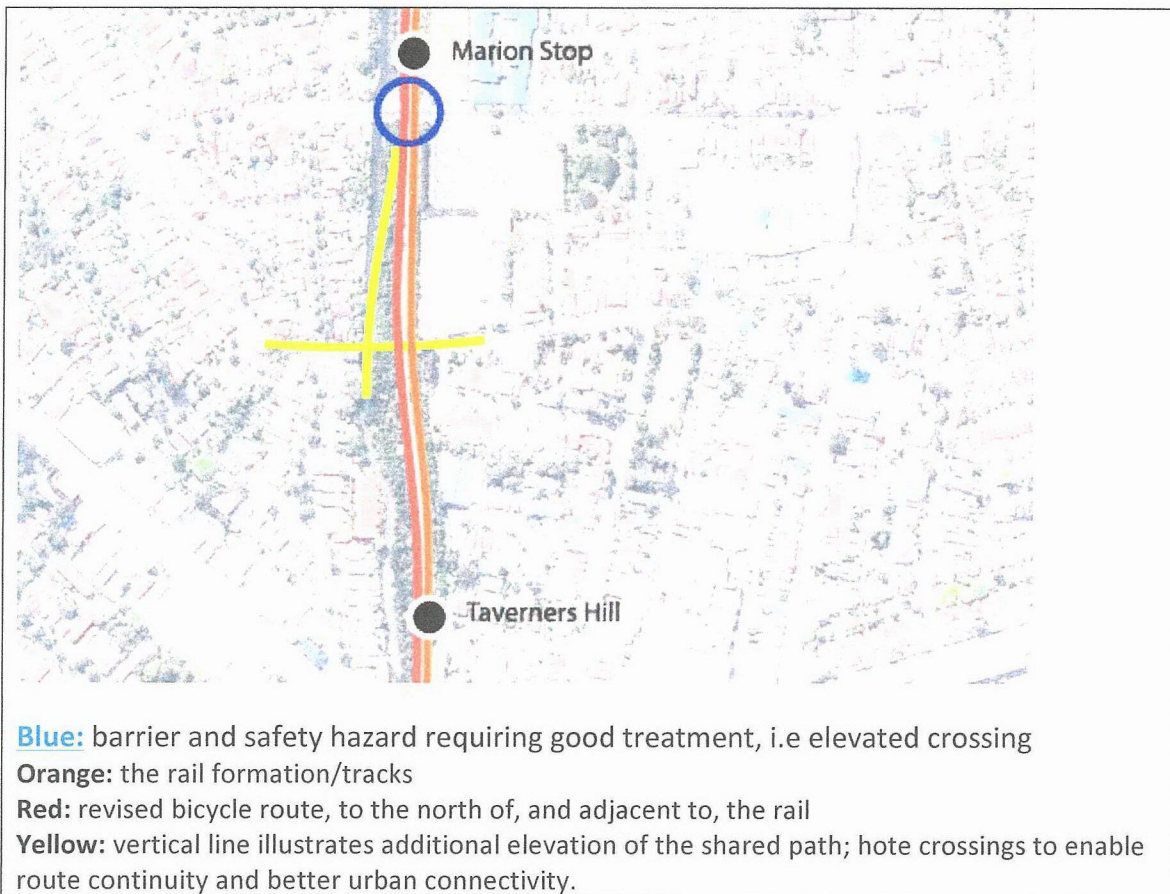 Marion Stop
Taverners Hill
Blue: barrier and safety hazard requiring good treatment, i.e elevated crossing
Orange: the rail formation/tracks
Red: revised bicycle route, to the north of, and adjacent to, the rail
Yellow: vertical line illustrates additional elevation of the shared path; hote crossings to enable
route continuity and better urban connectivity.